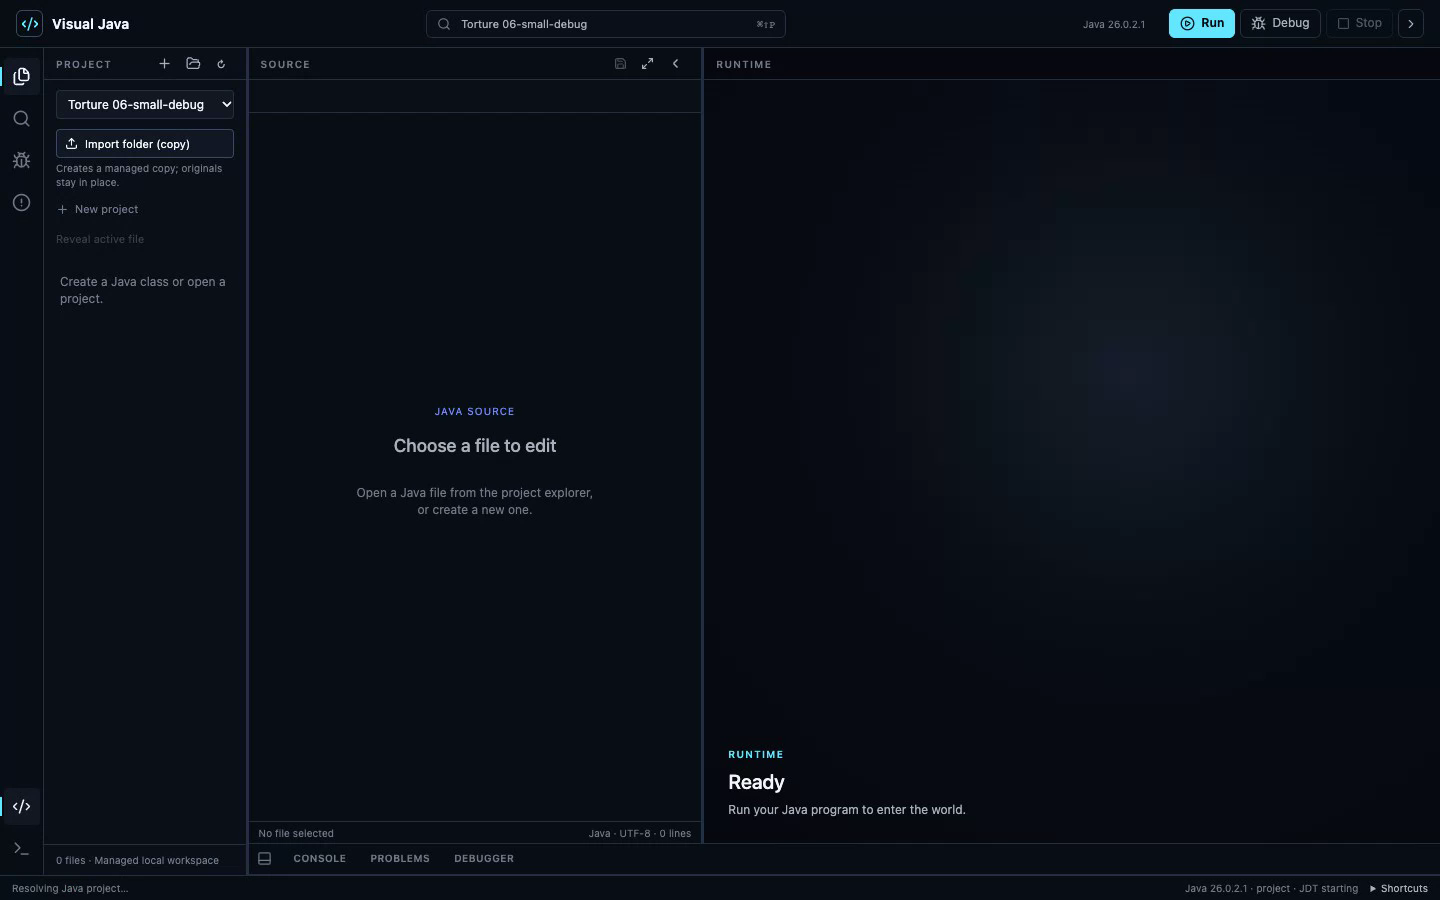 Visual Java
Torture 06-small-debug
⌘⇧P
Java 26.0.2.1
Run
Debug
Stop
PROJECT
Torture 06-small-debug
Import folder (copy)
Creates a managed copy; originals
stay in place.
New project
Reveal active file
Create a Java class or open a
project.
0 files · Managed local workspace
SOURCE
JAVA SOURCE
Choose a file to edit
Open a Java file from the project explorer,
or create a new one.
No file selected
Java · UTF-8 · 0 lines
RUNTIME
RUNTIME
Ready
Run your Java program to enter the world.
CONSOLE
PROBLEMS
DEBUGGER
Resolving Java project...
Java 26.0.2.1 · project · JDT starting
Shortcuts